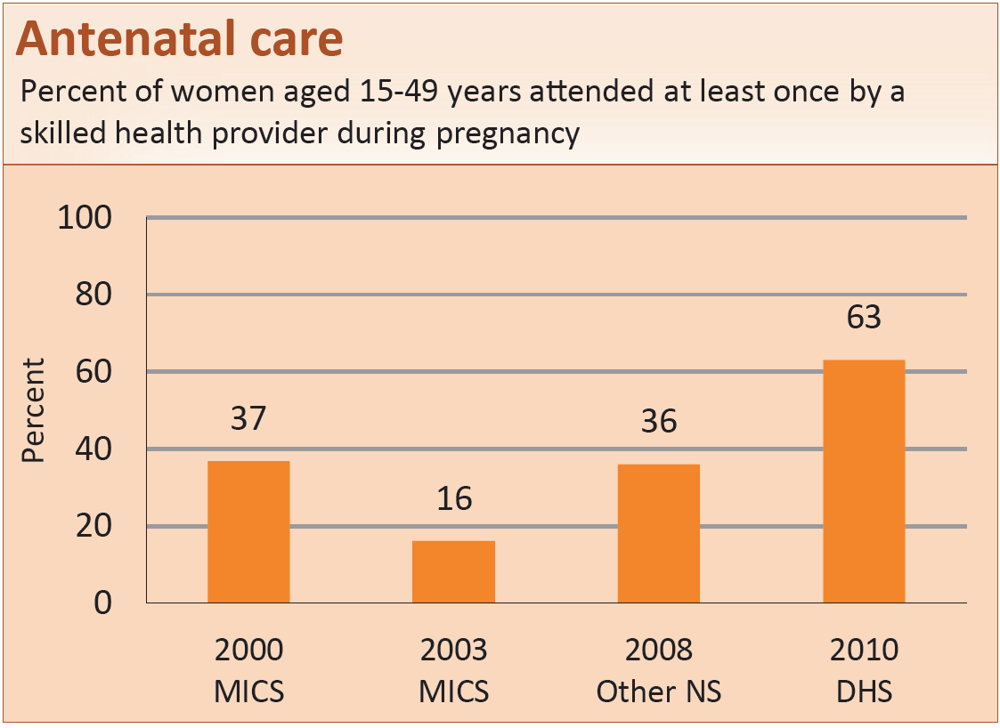 Antenatal care
Percent of women aged 15-49 years attended at least once by a
skilled health provider during pregnancy
Percent
100
80
60
40
20
0
37
16
36
63
2000
MICS
2003
MICS
2008
Other NS
2010
DHS